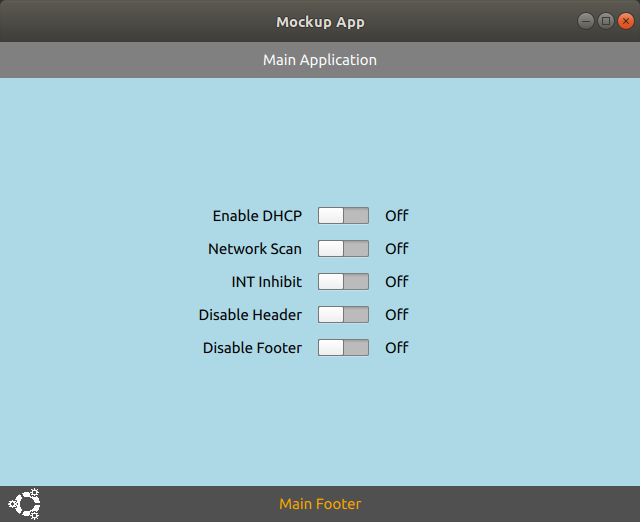 Mockup App
Main Application
Enable DHCP Off
Network Scan Off
INT Inhibit Off
Disable Header Off
Disable Footer Off
Main Footer